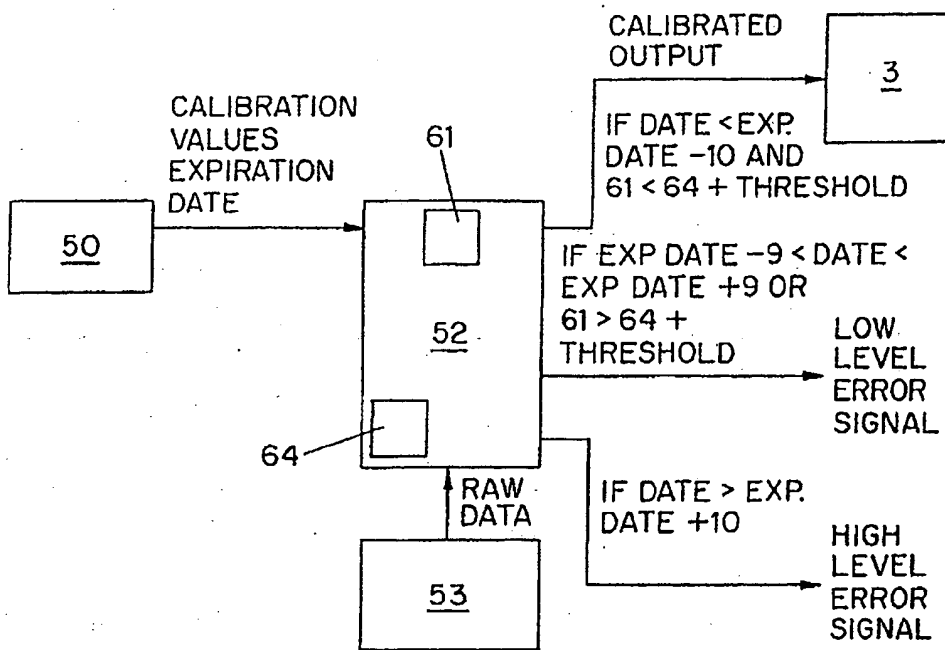 CALIBRATED
OUTPUT
3
CALIBRATION
VALUES
EXPIRATION
DATE
61
IF DATE < EXP.
DATE -10 AND
61 < 64 + THRESHOLD
50
IF EXP DATE -9 < DATE <
EXP DATE +9 OR
61 > 64 +
THRESHOLD
52
LOW
LEVEL
ERROR
SIGNAL
64
RAW
DATA
IF DATE > EXP.
DATE +10
53
HIGH
LEVEL
ERROR
SIGNAL